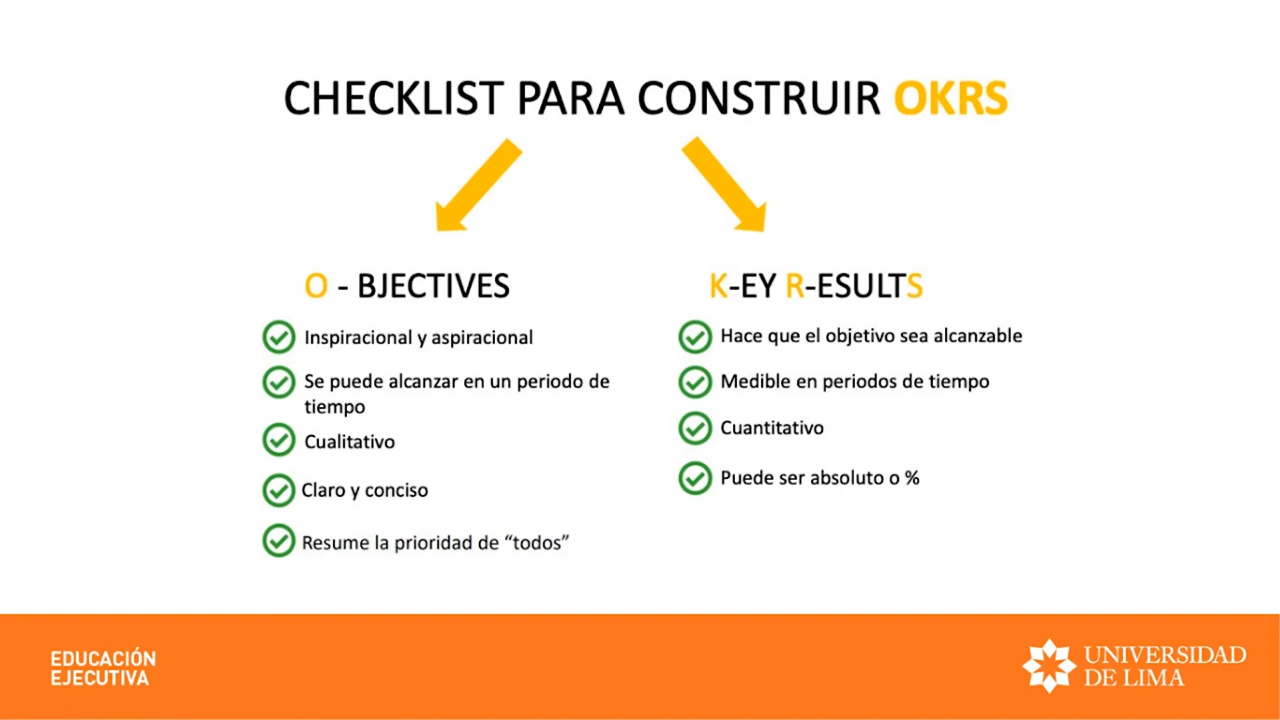 CHECKLIST PARA CONSTRUIR OKRS
O - BJECTIVES
Inspiracional y aspiracional
Se puede alcanzar en un periodo de
tiempo
Cualitativo
Claro y conciso
Resume la prioridad de “todos”
K-EY R-ESULTS
Hace que el objetivo sea alcanzable
Medible en periodos de tiempo
Cuantitativo
Puede ser absoluto o %
EDUCACIÓN
EJECUTIVA
UNIVERSIDAD
DE LIMA